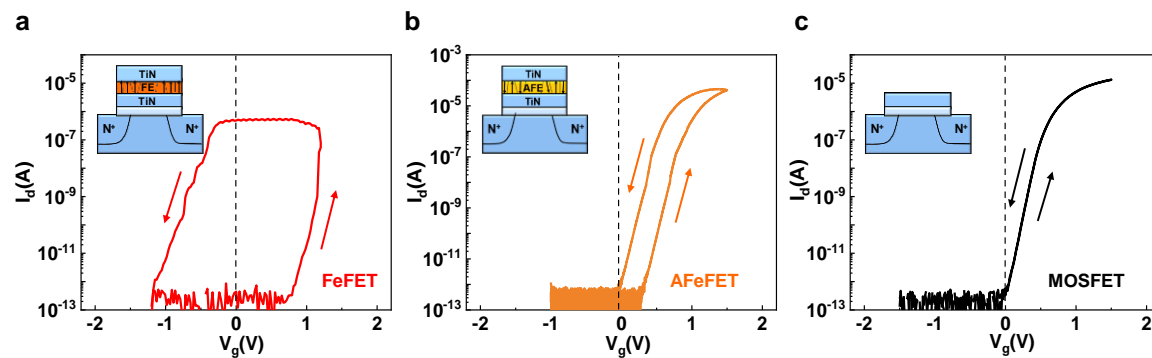 a
10⁻⁵
10⁻⁷
10⁻⁹
10⁻¹¹
10⁻¹³
I_d(A)
TiN
FE
TiN
N⁺ N⁺
FeFET
-2 -1 0 1 2
V_g(V)
b
10⁻³
10⁻⁵
10⁻⁷
10⁻⁹
10⁻¹¹
10⁻¹³
I_d(A)
TiN
AFE
TiN
N⁺ N⁺
AFeFET
-2 -1 0 1 2
V_g(V)
c
10⁻⁵
10⁻⁷
10⁻⁹
10⁻¹¹
10⁻¹³
I_d(A)
N⁺ N⁺
MOSFET
-2 -1 0 1 2
V_g(V)